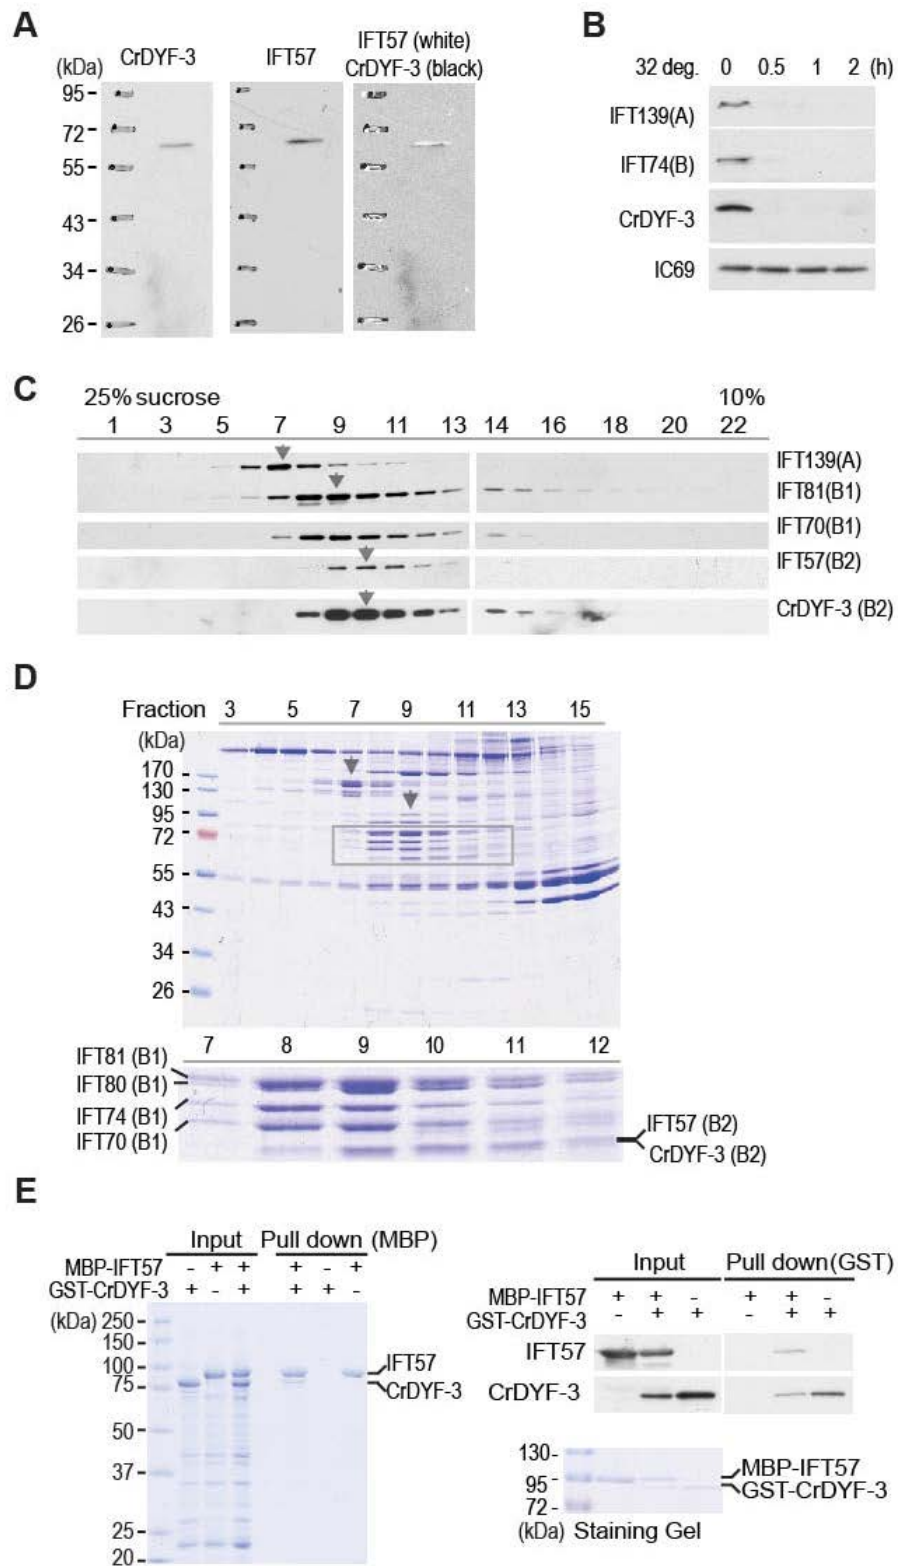 A
(kDa) CrDYF-3 IFT57 IFT57 (white)
CrDYF-3 (black)
95
72
55
43
34
26
B
32 deg. 0 0.5 1 2 (h)
IFT139(A)
IFT74(B)
CrDYF-3
IC69
C
25% sucrose 10%
1 3 5 7 9 11 13 14 16 18 20 22
IFT139(A)
IFT81(B1)
IFT70(B1)
IFT57(B2)
CrDYF-3 (B2)
D
Fraction 3 5 7 9 11 13 15
(kDa)
170
130
95
72
55
43
34
26
7 8 9 10 11 12
IFT81 (B1)
IFT80 (B1)
IFT74 (B1)
IFT70 (B1)
IFT57 (B2)
CrDYF-3 (B2)
E
Input Pull down (MBP)
MBP-IFT57 - + + + - +
GST-CrDYF-3 + - + + + -
(kDa) 250
150
100
75
50
37
25
20
IFT57
CrDYF-3
Input Pull down(GST)
MBP-IFT57 + + - + + -
GST-CrDYF-3 - + + - + +
IFT57
CrDYF-3
130-
95-
72-
MBP-IFT57
GST-CrDYF-3
(kDa) Staining Gel